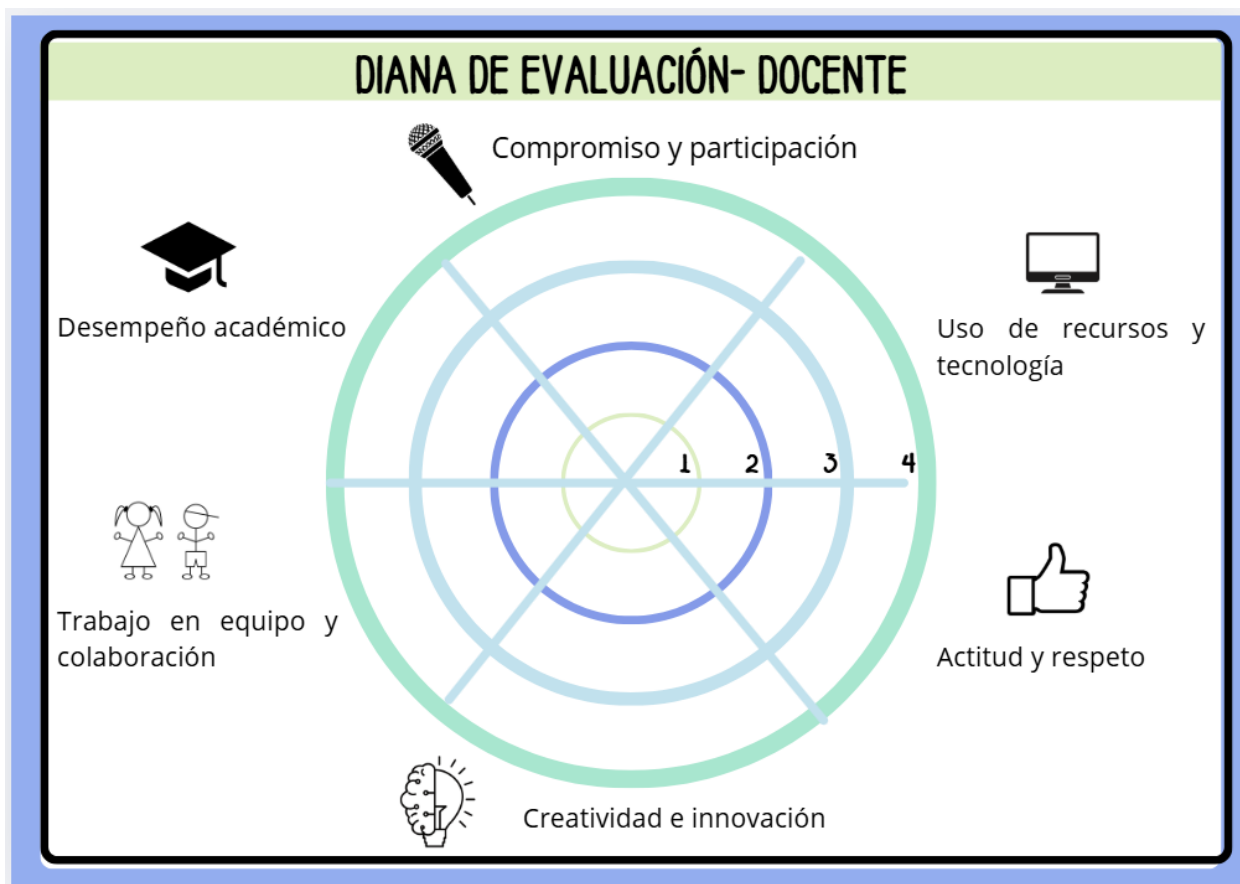 DIANA DE EVALUACIÓN- DOCENTE
Compromiso y participación
Desempeño académico
Uso de recursos y
tecnología
1 2 3 4
Trabajo en equipo y
colaboración
Actitud y respeto
Creatividad e innovación